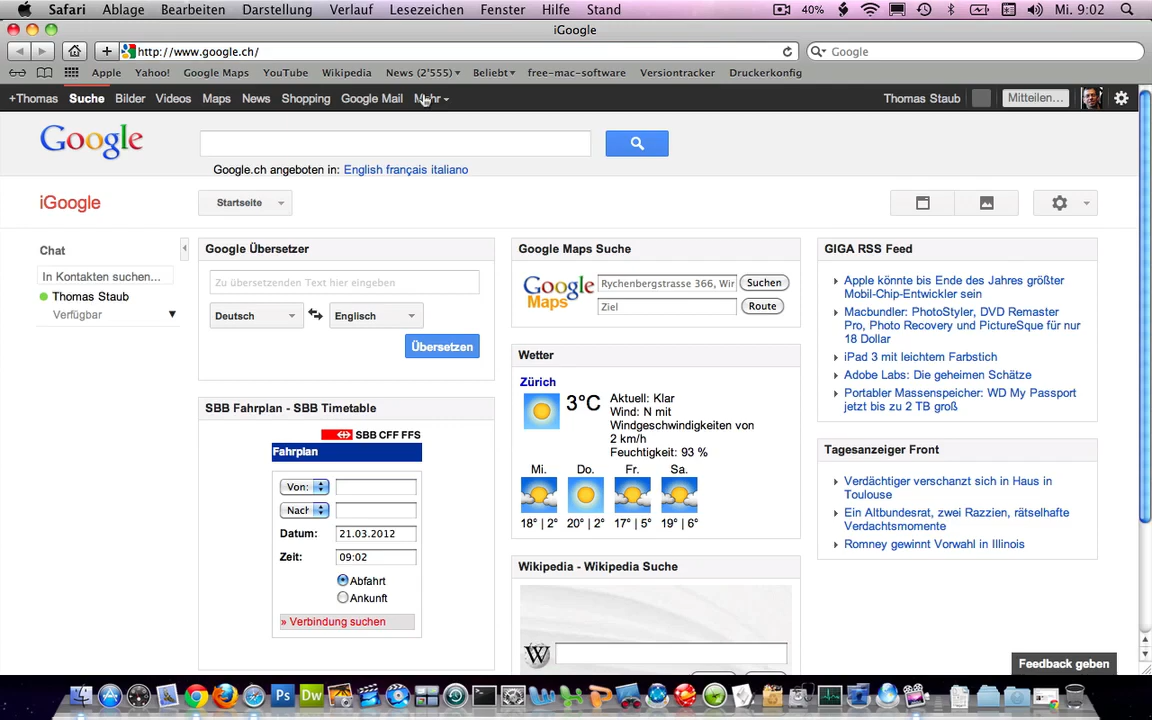 Safari Ablage Bearbeiten Darstellung Verlauf Lesezeichen Fenster Hilfe Stand 40% Mi. 9:02
iGoogle
http://www.google.ch/ Google
Apple Yahoo! Google Maps YouTube Wikipedia News (2'555) Beliebt free-mac-software Versiontracker Druckerkonfig
+Thomas Suche Bilder Videos Maps News Shopping Google Mail Mehr Thomas Staub Mitteilen...
Google
Google.ch angeboten in: English français italiano
iGoogle Startseite
Chat
In Kontakten suchen...
Thomas Staub
Verfügbar
Google Übersetzer
Zu übersetzenden Text hier eingeben
Deutsch Englisch
Übersetzen
SBB Fahrplan - SBB Timetable
SBB CFF FFS
Fahrplan
Von:
Nach
Datum: 21.03.2012
Zeit: 09:02
Abfahrt
Ankunft
» Verbindung suchen
Google Maps Suche
Google Maps
Rychenbergstrasse 366, Win Suchen
Ziel Route
Wetter
Zürich
3°C
Aktuell: Klar
Wind: N mit
Windgeschwindigkeiten von
2 km/h
Feuchtigkeit: 93 %
Mi. Do. Fr. Sa.
18° | 2° 20° | 2° 17° | 5° 19° | 6°
Wikipedia - Wikipedia Suche
W
GIGA RSS Feed
Apple könnte bis Ende des Jahres größter
Mobil-Chip-Entwickler sein
Macbundler: PhotoStyler, DVD Remaster
Pro, Photo Recovery und PictureSque für nur
18 Dollar
iPad 3 mit leichtem Farbstich
Adobe Labs: Die geheimen Schätze
Portabler Massenspeicher: WD My Passport
jetzt bis zu 2 TB groß
Tagesanzeiger Front
Verdächtiger verschanzt sich in Haus in
Toulouse
Ein Altbundesrat, zwei Razzien, rätselhafte
Verdachtsmomente
Romney gewinnt Vorwahl in Illinois
Feedback geben
Ps Dw